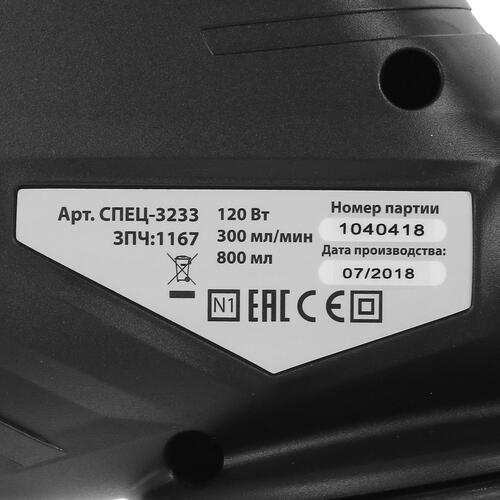 Арт. СПЕЦ-3233
ЗПЧ:1167
120 Вт
300 мл/мин
800 мл
Номер партии
1040418
Дата производства:
07/2018
N1 EAC CE